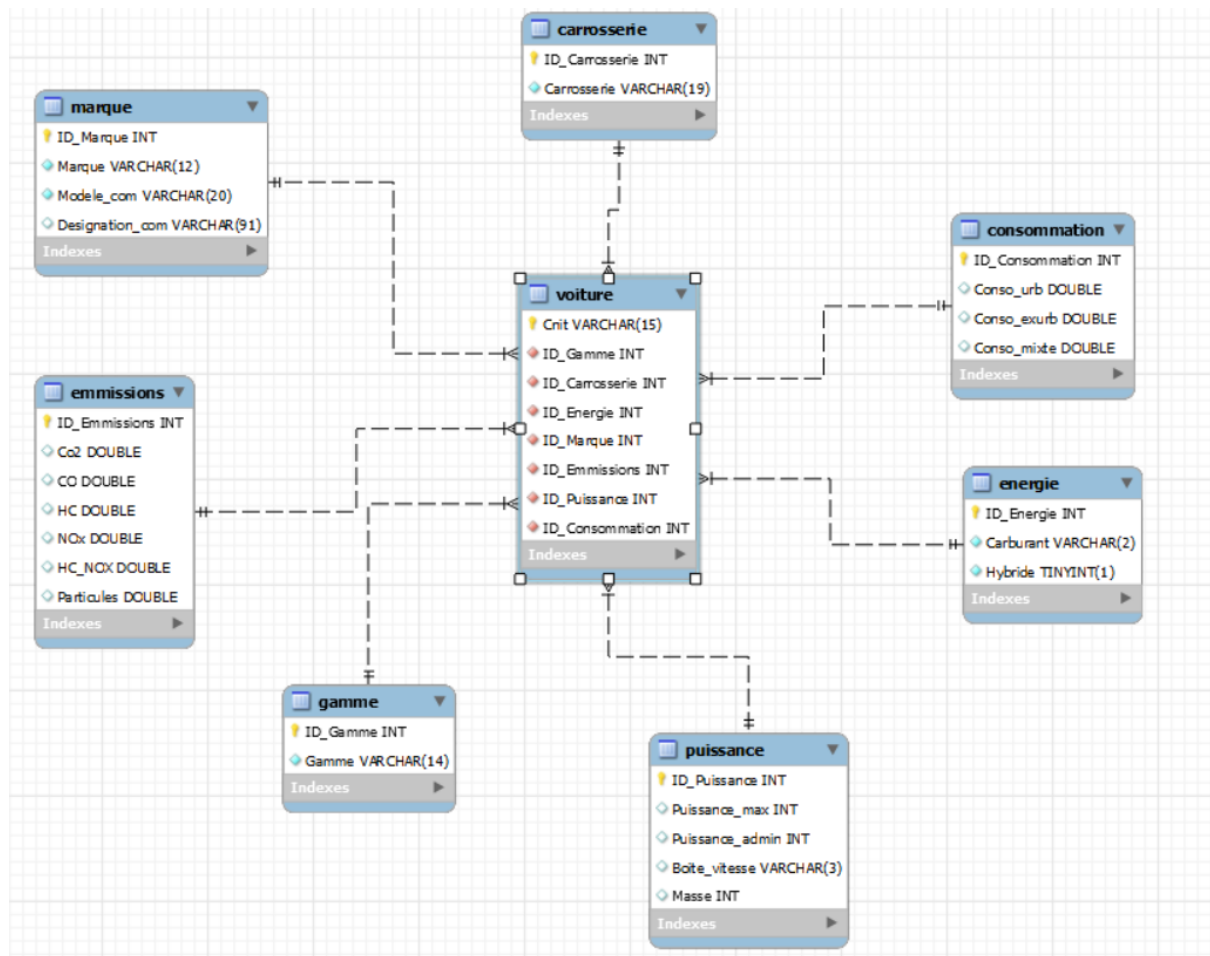 carrosserie
ID_Carrosserie INT
Carrosserie VARCHAR(19)
Indexes
marque
ID_Marque INT
Marque VARCHAR(12)
Modele_com VARCHAR(20)
Designation_com VARCHAR(91)
Indexes
consommation
ID_Consommation INT
Conso_urb DOUBLE
Conso_exurb DOUBLE
Conso_mixte DOUBLE
Indexes
voiture
Cnit VARCHAR(15)
ID_Gamme INT
ID_Carrosserie INT
ID_Energie INT
ID_Marque INT
ID_Emmissions INT
ID_Puissance INT
ID_Consommation INT
Indexes
emmissions
ID_Emmissions INT
Co2 DOUBLE
CO DOUBLE
HC DOUBLE
NOx DOUBLE
HC_NOX DOUBLE
Particules DOUBLE
Indexes
energie
ID_Energie INT
Carburant VARCHAR(2)
Hybride TINYINT(1)
Indexes
gamme
ID_Gamme INT
Gamme VARCHAR(14)
Indexes
puissance
ID_Puissance INT
Puissance_max INT
Puissance_admin INT
Boite_vitesse VARCHAR(3)
Masse INT
Indexes